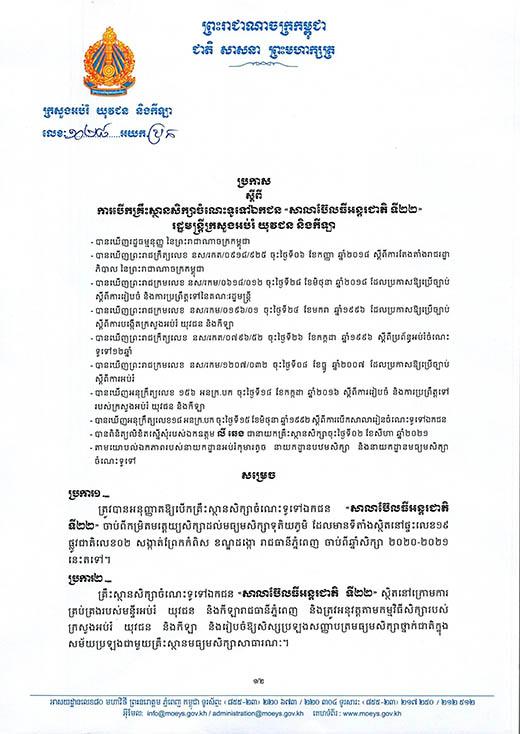 ព្រះរាជាណាចក្រកម្ពុជា
ជាតិ សាសនា ព្រះមហាក្សត្រ
ក្រសួងអប់រំ យុវជន និងកីឡា
លេខ:១០២៨.....អយក.ប្រក
ប្រកាស
ស្តីពី
ការបើកគ្រឹះស្ថានសិក្សាចំណេះទូទៅឯកជន «សាលាប៊ែលធីអន្តរជាតិ ទី២២»
រដ្ឋមន្ត្រីក្រសួងអប់រំ យុវជន និងកីឡា
- បានឃើញរដ្ឋធម្មនុញ្ញ នៃព្រះរាជាណាចក្រកម្ពុជា
- បានឃើញព្រះរាជក្រឹត្យលេខ នស/រកត/០៩១៨/៩២៥ ចុះថ្ងៃទី០៦ ខែកញ្ញា ឆ្នាំ២០១៨ ស្តីពីការតែងតាំងរាជរដ្ឋា
ភិបាល នៃព្រះរាជាណាចក្រកម្ពុជា
- បានឃើញព្រះរាជក្រមលេខ នស/រកម/០៦១៨/០១២ ចុះថ្ងៃទី២៨ ខែមិថុនា ឆ្នាំ២០១៨ ដែលប្រកាសឱ្យប្រើច្បាប់
ស្តីពីការរៀបចំ និងការប្រព្រឹត្តទៅនៃគណៈរដ្ឋមន្ត្រី
- បានឃើញព្រះរាជក្រមលេខ នស/រកម/០១៩៦/០១ ចុះថ្ងៃទី២៤ ខែមករា ឆ្នាំ១៩៩៦ ដែលប្រកាសឱ្យប្រើច្បាប់
ស្តីពីការបង្កើតក្រសួងអប់រំ យុវជន និងកីឡា
- បានឃើញព្រះរាជក្រឹត្យលេខ នស/រកត/០៧៩៦/៥២ ចុះថ្ងៃទី២៦ ខែកក្កដា ឆ្នាំ១៩៩៦ ស្តីពីប្រព័ន្ធអប់រំចំណេះ
ទូទៅ១២ឆ្នាំ
- បានឃើញព្រះរាជក្រមលេខ នស/រកម/១២០៧/០៣២ ចុះថ្ងៃទី០៨ ខែធ្នូ ឆ្នាំ២០០៧ ដែលប្រកាសឱ្យប្រើច្បាប់
ស្តីពីការអប់រំ
- បានឃើញអនុក្រឹត្យលេខ ១៥៦ អនក្រ.បក ចុះថ្ងៃទី១៨ ខែកក្កដា ឆ្នាំ២០១៦ ស្តីពីការរៀបចំ និងការប្រព្រឹត្តទៅ
របស់ក្រសួងអប់រំ យុវជន និងកីឡា
- បានឃើញអនុក្រឹត្យលេខ១៨ អនក្រ.បក ចុះថ្ងៃទី១៥ ខែមិថុនា ឆ្នាំ១៩៩២ ស្តីពីការបើកសាលារៀនចំណេះទូទៅឯកជន
- បានពិនិត្យលិខិតស្នើសុំរបស់ឯកឧត្តម លី ឆេង ជានាយកគ្រឹះស្ថានសិក្សាចុះថ្ងៃទី០២ ខែសីហា ឆ្នាំ២០២១
- តាមយោបល់ឯកភាពរបស់នាយកដ្ឋានអប់រំកុមារតូច នាយកដ្ឋានបឋមសិក្សា និងនាយកដ្ឋានមធ្យមសិក្សា
ចំណេះទូទៅ
សម្រេច
ប្រការ១._
ត្រូវបានអនុញ្ញាតឱ្យបើកគ្រឹះស្ថានសិក្សាចំណេះទូទៅឯកជន «សាលាប៊ែលធីអន្តរជាតិ
ទី២២» ចាប់ពីកម្រិតមត្តេយ្យសិក្សាដល់មធ្យមសិក្សាទុតិយភូមិ ដែលមានទីតាំងស្ថិតនៅផ្ទះលេខ១៩
ផ្លូវជាតិលេខ០២ សង្កាត់ព្រែកកំពិស ខណ្ឌដង្កោ រាជធានីភ្នំពេញ ចាប់ពីឆ្នាំសិក្សា ២០២០-២០២១
នេះតទៅ។
ប្រការ២._
គ្រឹះស្ថានសិក្សាចំណេះទូទៅឯកជន «សាលាប៊ែលធីអន្តរជាតិ ទី២២» ស្ថិតនៅក្រោមការ
គ្រប់គ្រងរបស់មន្ទីរអប់រំ យុវជន និងកីឡារាជធានីភ្នំពេញ និងត្រូវអនុវត្តតាមកម្មវិធីសិក្សារបស់
ក្រសួងអប់រំ យុវជន និងកីឡា និងរៀបចំឱ្យសិស្សប្រឡងសញ្ញាបត្រមធ្យមសិក្សាថ្នាក់ជាតិក្នុង
សម័យប្រឡងជាមួយគ្រឹះស្ថានមធ្យមសិក្សាសាធារណៈ។
១/២
អាសយដ្ឋានលេខ៨០ មហាវិថី ព្រះនរោត្តម ភ្នំពេញ កម្ពុជា ទូរស័ព្ទ: (៨៥៥-២៣) ២២០ ៦៧៣ / ២២០ ៣០៤ ទូរសារ: (៨៥៥-២៣) ២១៧ ២៥០ / ២១២ ៥១២
អ៊ីម៉ែល: info@moeys.gov.kh / administration@moeys.gov.kh គេហទំព័រ : www.moeys.gov.kh